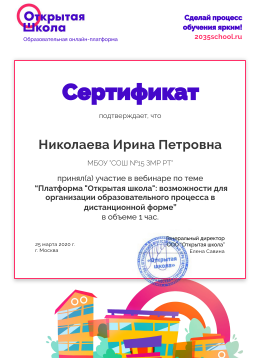 Открытая
Школа
Образовательная онлайн-платформа
Сделай процесс
обучения ярким!
2035school.ru
Сертификат
подтверждает, что
Николаева Ирина Петровна
МБОУ "СОШ №15 ЗМР РТ"
принял(а) участие в вебинаре по теме
"Платформа "Открытая школа": возможности для
организации образовательного процесса в
дистанционной форме"
в объеме 1 час.
25 марта 2020 г.
г. Москва
Генеральный директор
ООО "Открытая школа"
Елена Савина
«Открытая
школа»